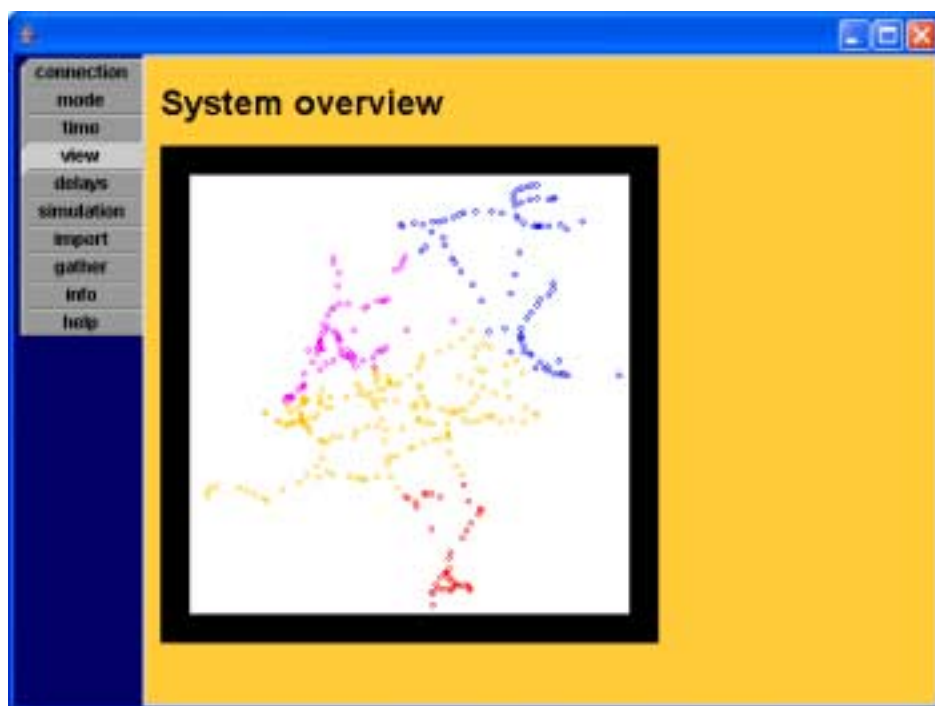 connection
mode
time
view
delays
simulation
import
gather
info
help
System overview